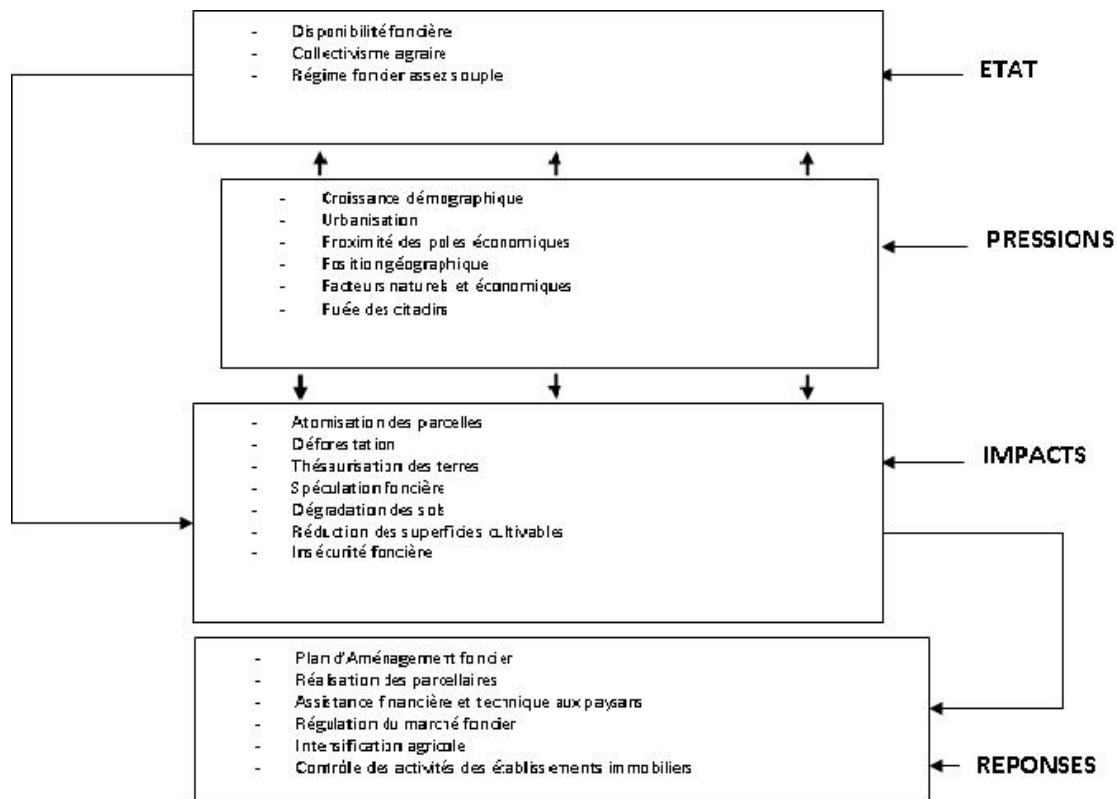 - Disponibilité foncière
- Collectivisme agraire
- Régime foncier assez souple
ETAT
- Croissance démographique
- Urbanisation
- Proximité des poles économiques
- Position géographique
- Facteurs naturels et économiques
- Fuée des citadins
PRESSIONS
- Atomisation des parcelles
- Déforestation
- Thésaurisation des terres
- Spéculation foncière
- Dégradation des sols
- Réduction des superficies cultivables
- Insécurité foncière
IMPACTS
- Plan d'Aménagement foncier
- Réalisation des parcellaires
- Assistance financière et technique aux paysans
- Régulation du marché foncier
- Intensification agricole
- Contrôle des activités des établissements immobiliers
REPONSES